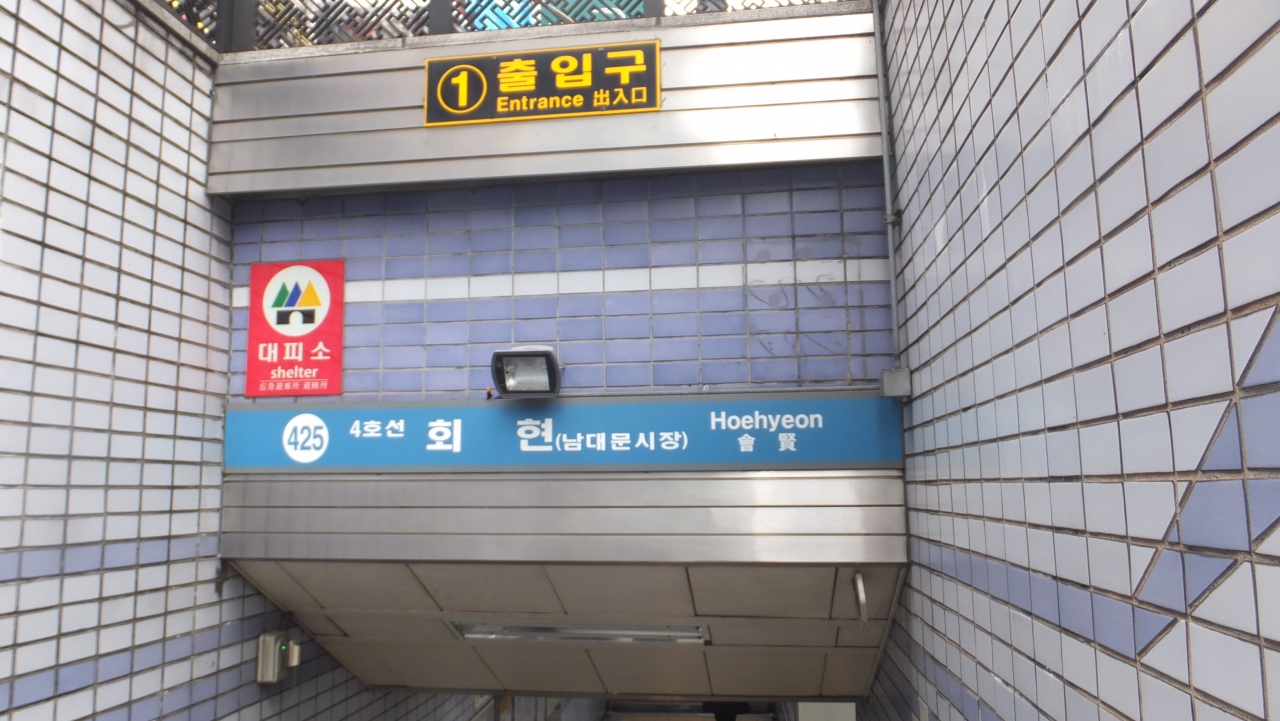 1 출입구
Entrance 出入口
대피소
shelter
425 4호선 회 현 (남대문시장) Hoehyeon
會 賢